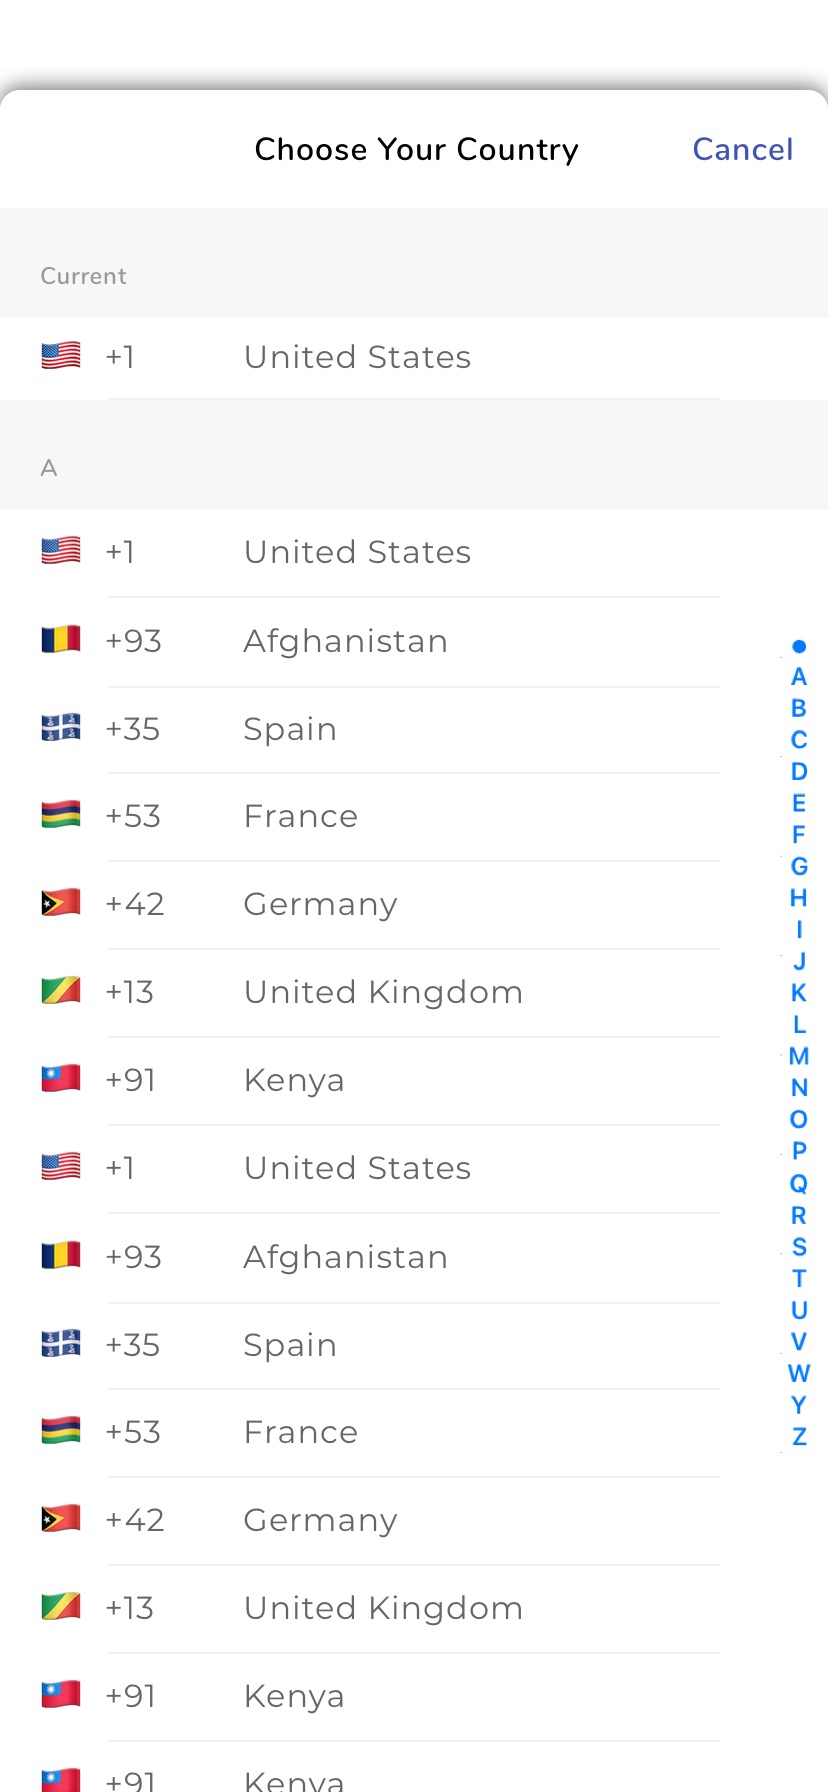 Choose Your Country Cancel
Current
+1 United States
A
+1 United States
+93 Afghanistan
+35 Spain
+53 France
+42 Germany
+13 United Kingdom
+91 Kenya
+1 United States
+93 Afghanistan
+35 Spain
+53 France
+42 Germany
+13 United Kingdom
+91 Kenya
+91 Kenya
A
B
C
D
E
F
G
H
I
J
K
L
M
N
O
P
Q
R
S
T
U
V
W
Y
Z